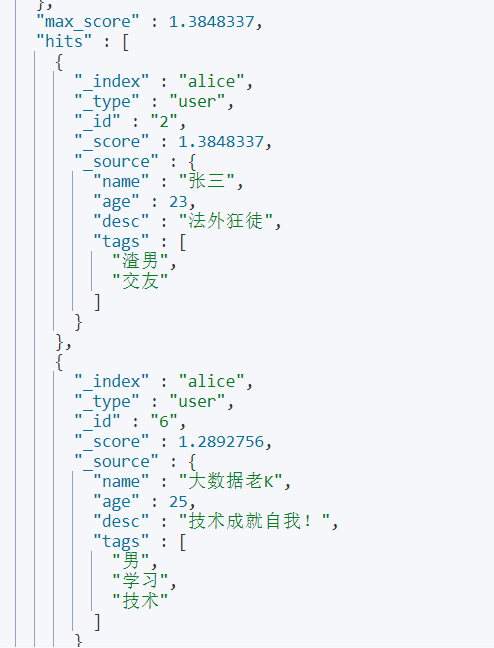 },
"max_score" : 1.3848337,
"hits" : [
{
"_index" : "alice",
"_type" : "user",
"_id" : "2",
"_score" : 1.3848337,
"_source" : {
"name" : "张三",
"age" : 23,
"desc" : "法外狂徒",
"tags" : [
"渣男",
"交友"
]
}
},
{
"_index" : "alice",
"_type" : "user",
"_id" : "6",
"_score" : 1.2892756,
"_source" : {
"name" : "大数据老K",
"age" : 25,
"desc" : "技术成就自我！",
"tags" : [
"男",
"学习",
"技术"
]
}